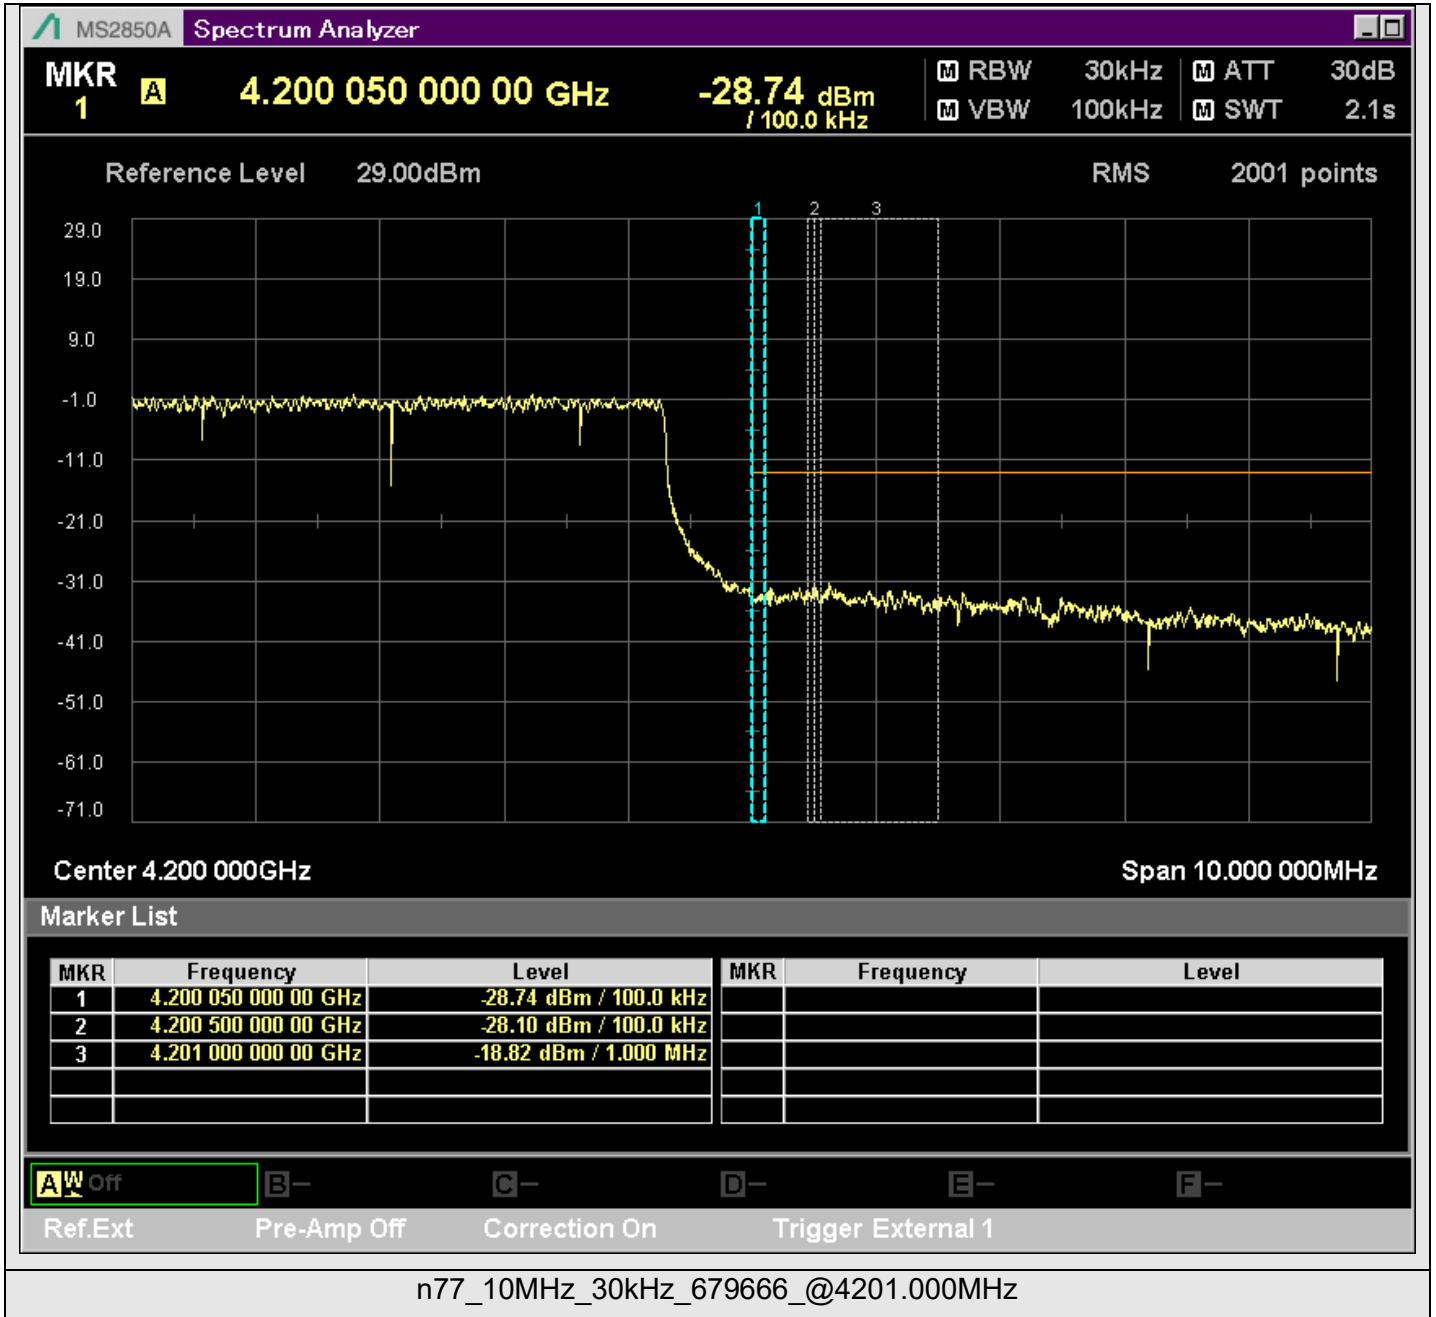 MS2850A Spectrum Analyzer
MKR 1 A 4.200 050 000 00 GHz -28.74 dBm / 100.0 kHz
M RBW 30kHz M ATT 30dB
M VBW 100kHz M SWT 2.1s
Reference Level 29.00dBm RMS 2001 points
1 2 3
29.0
19.0
9.0
-1.0
-11.0
-21.0
-31.0
-41.0
-51.0
-61.0
-71.0
Center 4.200 000GHz Span 10.000 000MHz
Marker List
MKR Frequency Level MKR Frequency Level
1 4.200 050 000 00 GHz -28.74 dBm / 100.0 kHz
2 4.200 500 000 00 GHz -28.10 dBm / 100.0 kHz
3 4.201 000 000 00 GHz -18.82 dBm / 1.000 MHz
A W Off B - C - D - E - F -
Ref.Ext Pre-Amp Off Correction On Trigger External 1
n77_10MHz_30kHz_679666_@4201.000MHz